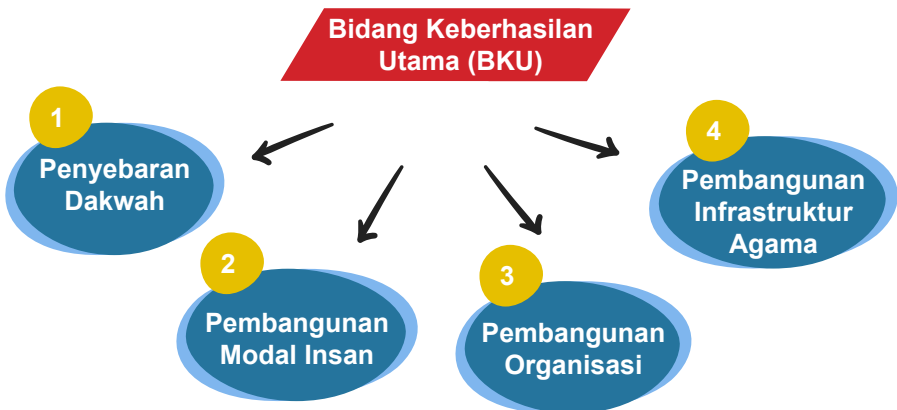 Bidang Keberhasilan
Utama (BKU)
1
Penyebaran
Dakwah
2
Pembangunan
Modal Insan
3
Pembangunan
Organisasi
4
Pembangunan
Infrastruktur
Agama